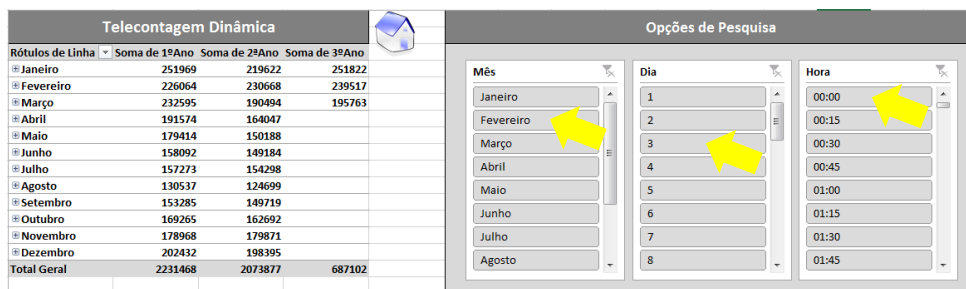 Telecontagem Dinâmica
Rótulos de Linha Soma de 1ºAno Soma de 2ªAno Soma de 3ªAno
Janeiro 251969 219622 251822
Fevereiro 226064 230668 239517
Março 232595 190494 195763
Abril 191574 164047
Maio 179414 150188
Junho 158092 149184
Julho 157273 154298
Agosto 130537 124699
Setembro 153285 149719
Outubro 169265 162692
Novembro 178968 179871
Dezembro 202432 198395
Total Geral 2231468 2073877 687102
Opções de Pesquisa
Mês
Janeiro
Fevereiro
Março
Abril
Maio
Junho
Julho
Agosto
Dia
1
2
3
4
5
6
7
8
Hora
00:00
00:15
00:30
00:45
01:00
01:15
01:30
01:45